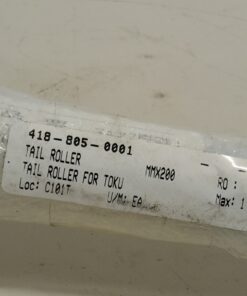 418-805-0001
TAIL ROLLER MMX200 RO :
TAIL ROLLER FOR TOKU
Loc: C101T U/M: EA Max: 1